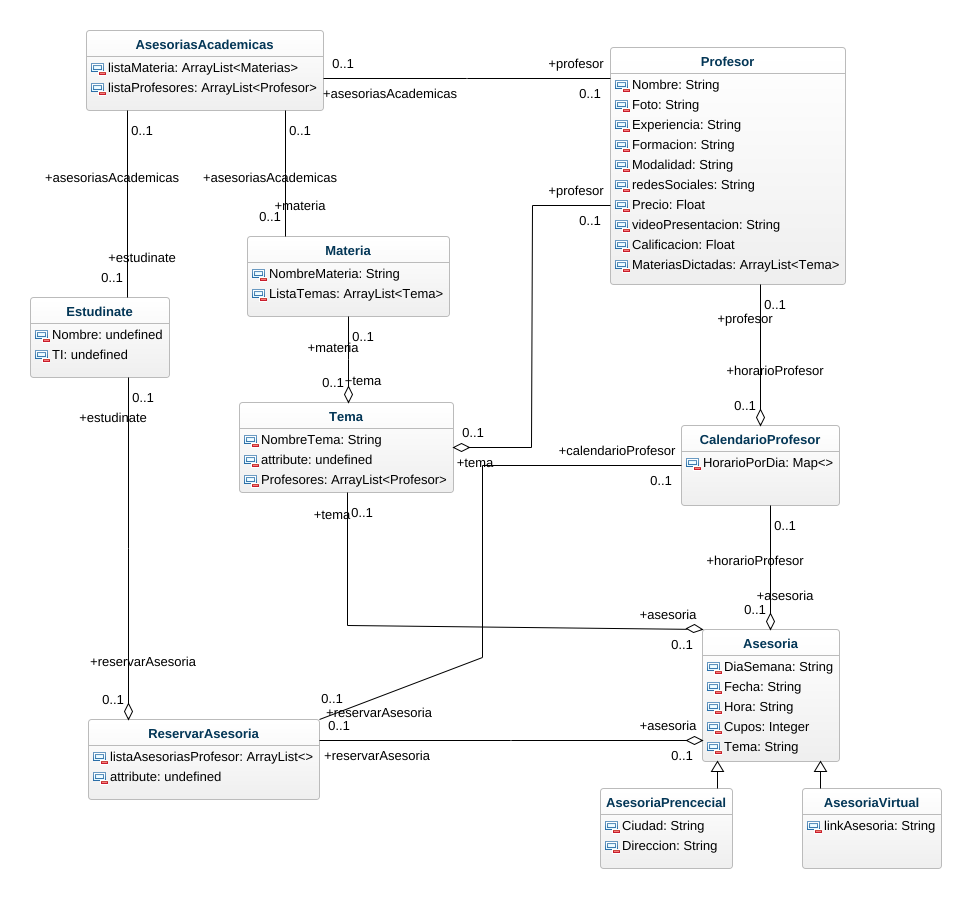 AsesoriasAcademicas
listaMateria: ArrayList<Materias>
listaProfesores: ArrayList<Profesor>
0..1
+profesor
+asesoriasAcademicas
0..1
Profesor
Nombre: String
Foto: String
Experiencia: String
Formacion: String
Modalidad: String
redesSociales: String
Precio: Float
videoPresentacion: String
Calificacion: Float
MateriasDictadas: ArrayList<Tema>
0..1
0..1
+asesoriasAcademicas
+asesoriasAcademicas
+materia
0..1
+profesor
0..1
+estudinate
0..1
Materia
NombreMateria: String
ListaTemas: ArrayList<Tema>
Estudinate
Nombre: undefined
TI: undefined
0..1
+profesor
0..1
+materia
+horarioProfesor
0..1
+tema
0..1
0..1
+estudinate
Tema
NombreTema: String
attribute: undefined
Profesores: ArrayList<Profesor>
0..1
+tema
+calendarioProfesor
0..1
CalendarioProfesor
HorarioPorDia: Map<>
+tema
0..1
0..1
+horarioProfesor
+asesoria
0..1
+asesoria
0..1
Asesoria
DiaSemana: String
Fecha: String
Hora: String
Cupos: Integer
Tema: String
+reservarAsesoria
0..1
0..1
+reservarAsesoria
0..1
+asesoria
+reservarAsesoria
0..1
ReservarAsesoria
listaAsesoriasProfesor: ArrayList<>
attribute: undefined
AsesoriaPrencecial
Ciudad: String
Direccion: String
AsesoriaVirtual
linkAsesoria: String